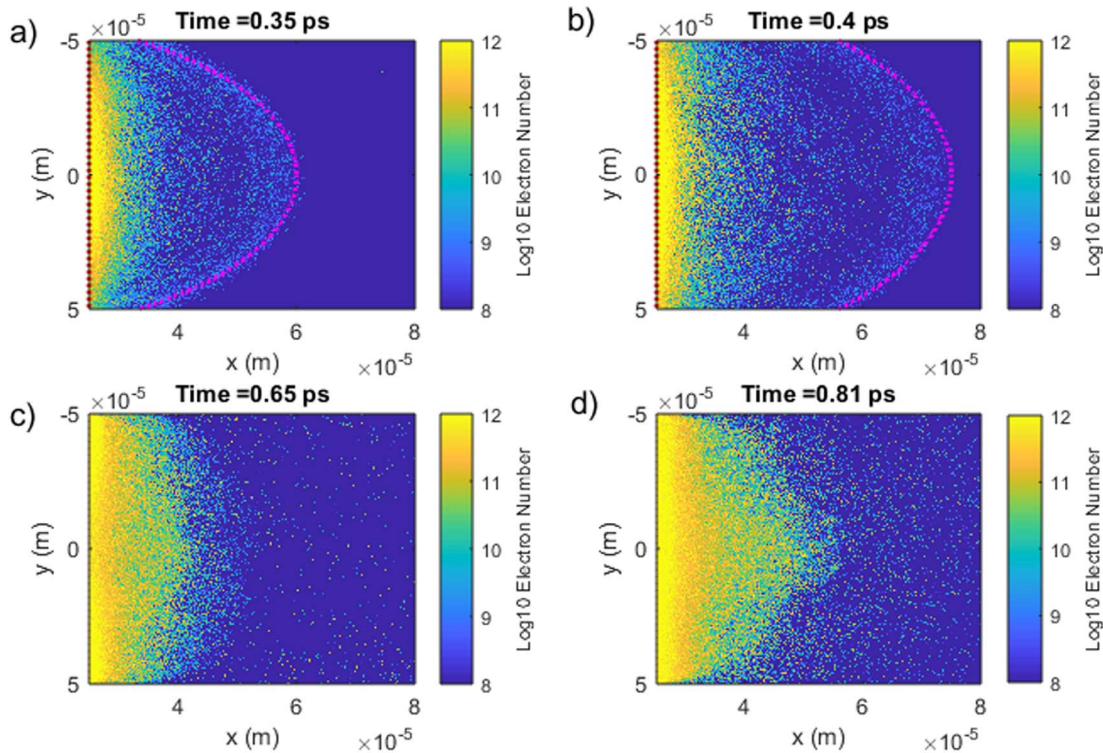 a)
×10⁻⁵
Time =0.35 ps
-5
0
5
y (m)
4
6
8
x (m)
×10⁻⁵
12
11
10
9
8
Log10 Electron Number
b)
×10⁻⁵
Time =0.4 ps
-5
0
5
y (m)
4
6
8
x (m)
×10⁻⁵
12
11
10
9
8
Log10 Electron Number
c)
×10⁻⁵
Time =0.65 ps
-5
0
5
y (m)
4
6
8
x (m)
×10⁻⁵
12
11
10
9
8
Log10 Electron Number
d)
×10⁻⁵
Time =0.81 ps
-5
0
5
y (m)
4
6
8
x (m)
×10⁻⁵
12
11
10
9
8
Log10 Electron Number